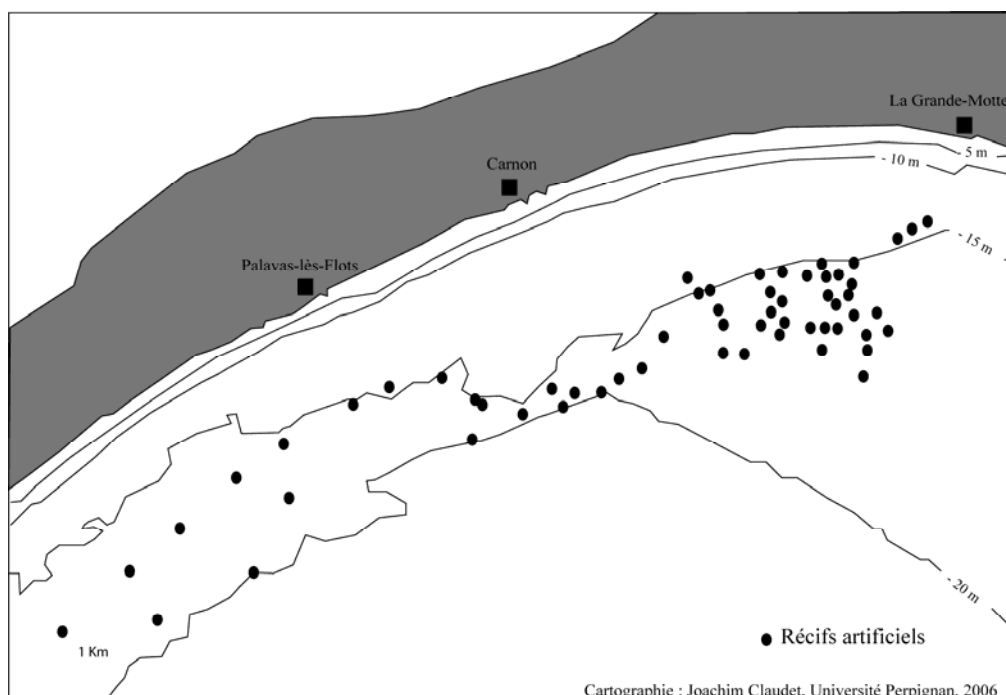 La Grande-Motte
- 5 m
- 10 m
Carnon
- 15 m
Palavas-lès-Flots
- 20 m
Récifs artificiels
1 Km
Cartographie : Joachim Claudet, Université Perpignan, 2006